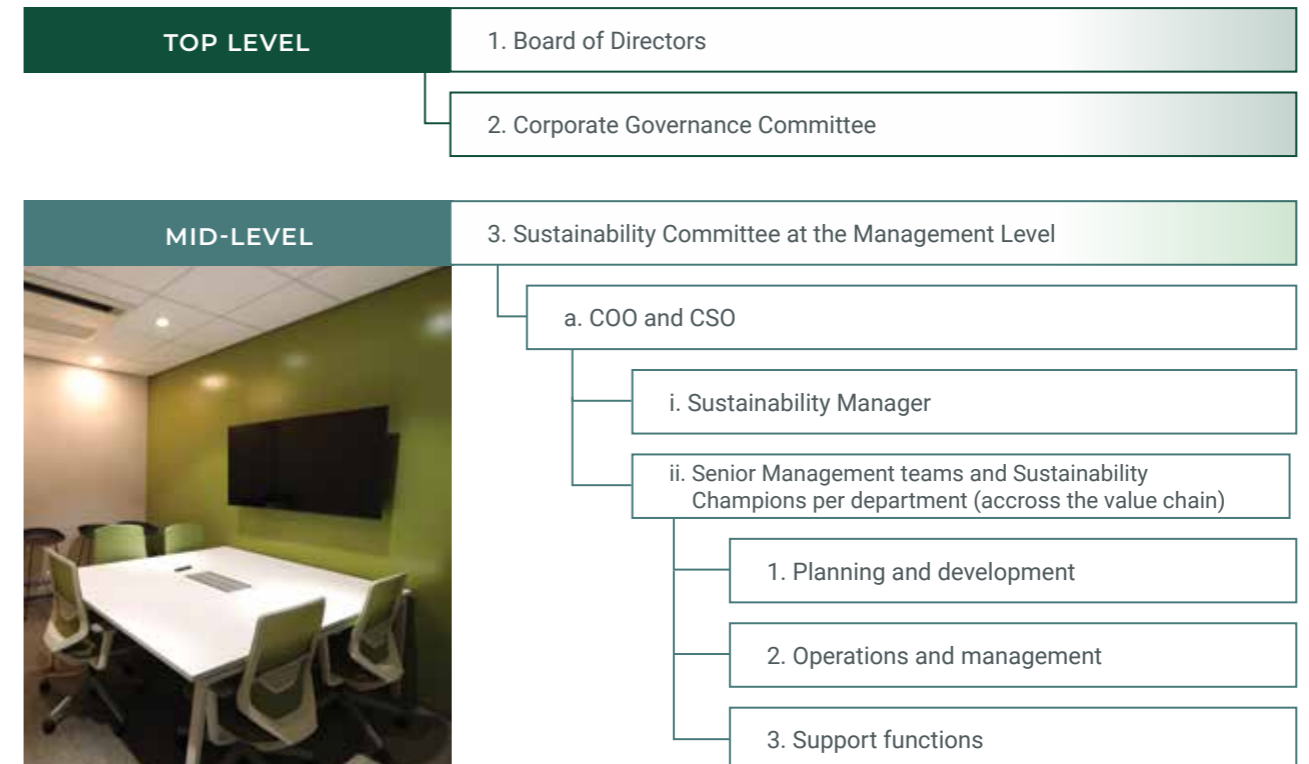 TOP LEVEL
1. Board of Directors
2. Corporate Governance Committee
MID-LEVEL
3. Sustainability Committee at the Management Level
a. COO and CSO
i. Sustainability Manager
ii. Senior Management teams and Sustainability
Champions per department (accross the value chain)
1. Planning and development
2. Operations and management
3. Support functions